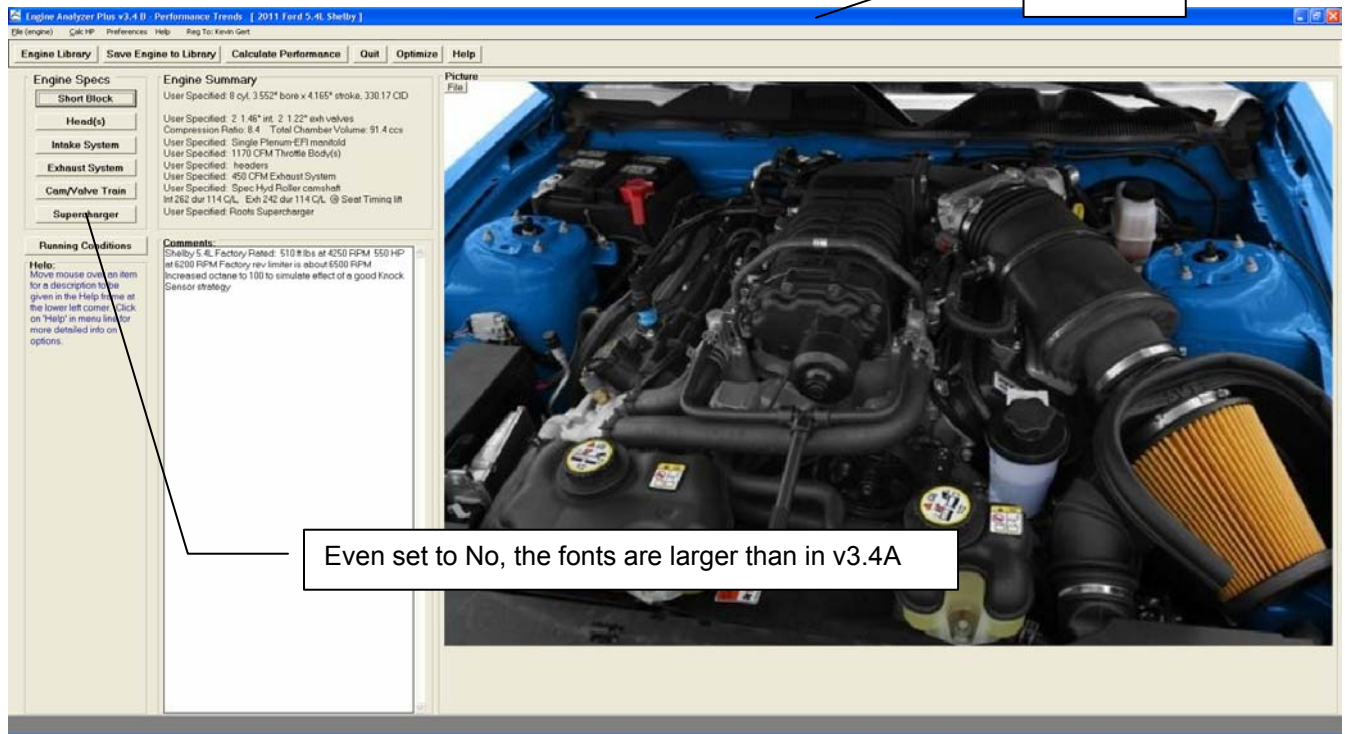 Engine Analyzer Plus v3.4 B - Performance Trends [ 2011 Ford 5.4L Shelby ]
File (engine) Calc HP Preferences Help Reg To: Kevin Gert
Engine Library Save Engine to Library Calculate Performance Quit Optimize Help
Engine Specs
Short Block
Head(s)
Intake System
Exhaust System
Cam/Valve Train
Supercharger
Running Conditions
Help:
Move mouse over an item
for a description to be
given in the Help frame at
the lower left corner. Click
on 'Help' in menu line for
more detailed info on
options.
Engine Summary
User Specified: 8 cyl, 3.552" bore x 4.165" stroke, 330.17 CID
User Specified: 2 1.46" int. 2 1.22" exh valves
Compression Ratio: 8.4 Total Chamber Volume: 91.4 ccs
User Specified: Single Plenum-EFI manifold
User Specified: 1170 CFM Throttle Body(s)
User Specified: headers
User Specified: 450 CFM Exhaust System
User Specified: Spec Hyd Roller camshaft
Int 262 dur 114 C/L, Exh 242 dur 114 C/L @ Seat Timing lift
User Specified: Roots Supercharger
Comments:
Shelby 5.4L Factory Rated: 510 ft lbs at 4250 RPM 550 HP
at 6200 RPM Factory rev limiter is about 6500 RPM
Increased octane to 100 to simulate effect of a good Knock
Sensor strategy
Picture
File
Even set to No, the fonts are larger than in v3.4A